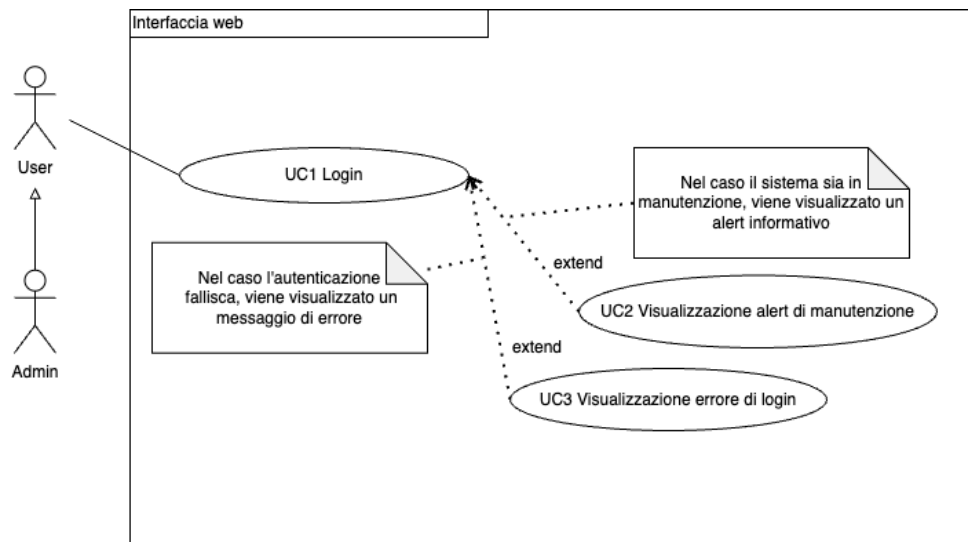 Interfaccia web
User
UC1 Login
Nel caso il sistema sia in
manutenzione, viene visualizzato un
alert informativo
Nel caso l'autenticazione
fallisca, viene visualizzato un
messaggio di errore
extend
UC2 Visualizzazione alert di manutenzione
extend
Admin
UC3 Visualizzazione errore di login